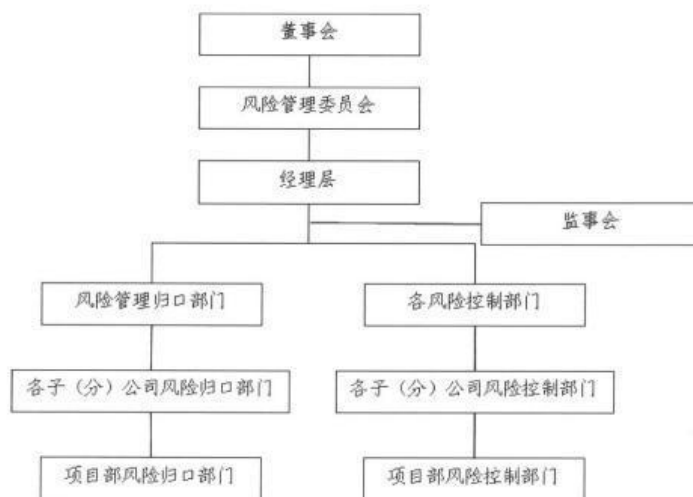 董事会
风险管理委员会
经理层
监事会
风险管理归口部门
各风险控制部门
各子（分）公司风险归口部门
各子（分）公司风险控制部门
项目部风险归口部门
项目部风险控制部门